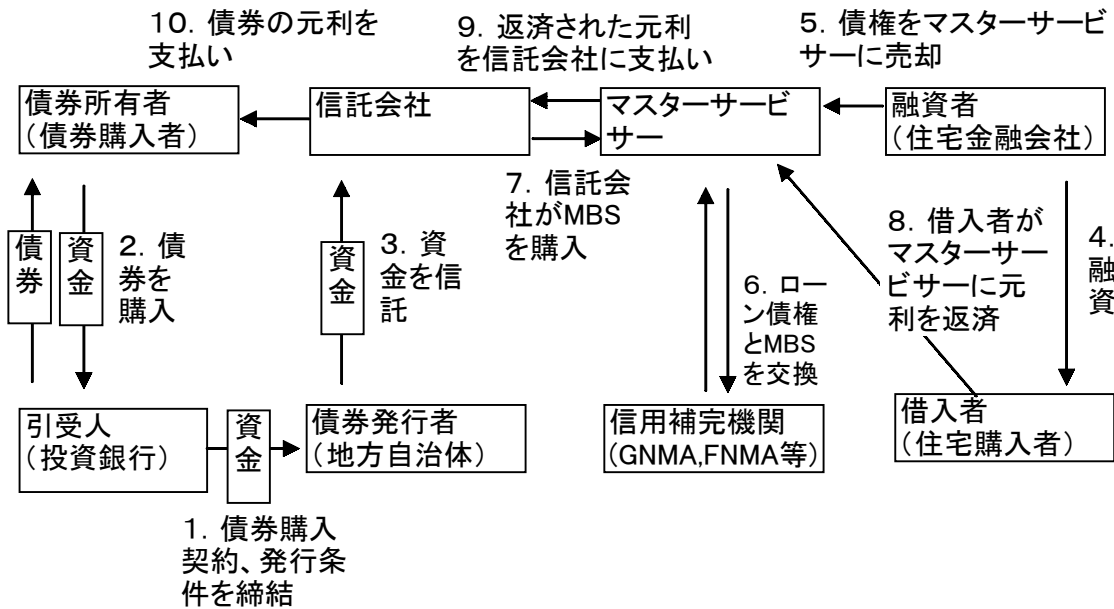 10．債券の元利を
支払い
9．返済された元利
を信託会社に支払い
5．債権をマスターサービ
サーに売却
債券所有者
（債券購入者）
信託会社
マスターサービ
サー
融資者
（住宅金融会社）
債券
資金
2．債
券を
購入
資金
3．資
金を信
託
7．信託会
社がMBS
を購入
6．ロー
ン債権
とMBS
を交換
8．借入者が
マスターサー
ビサーに元
利を返済
4．
融
資
引受人
（投資銀行）
資金
債券発行者
（地方自治体）
信用補完機関
（GNMA,FNMA等）
借入者
（住宅購入者）
1．債券購入
契約、発行条
件を締結